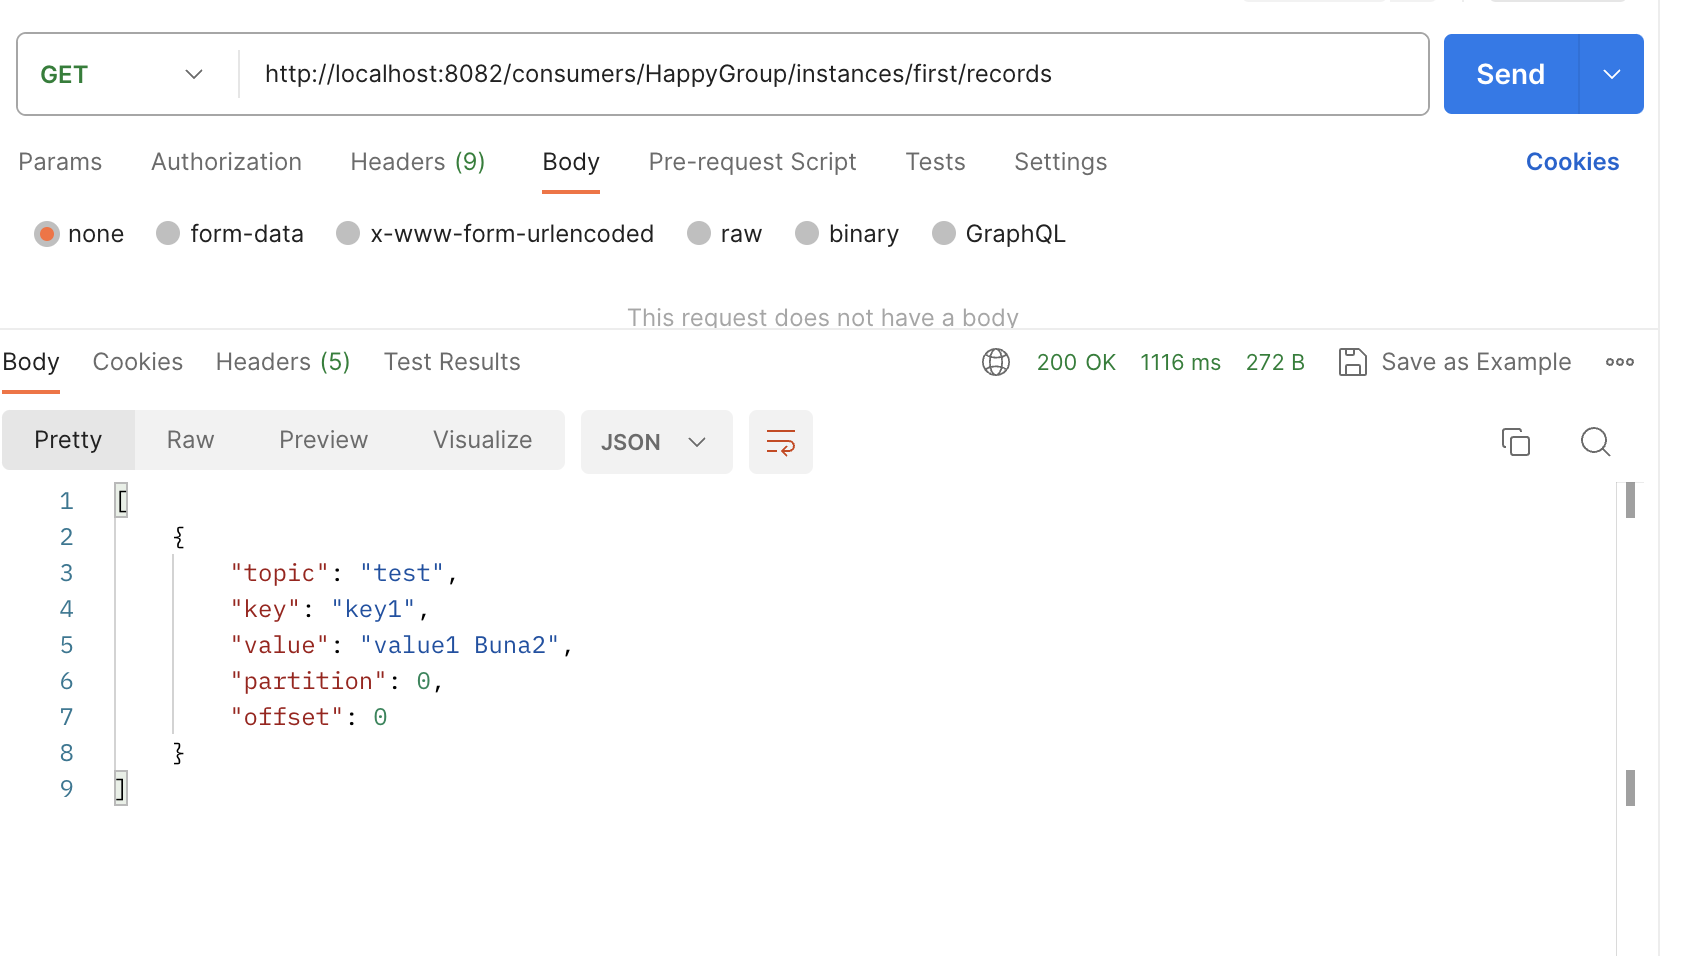 GET http://localhost:8082/consumers/HappyGroup/instances/first/records Send
Params Authorization Headers (9) Body Pre-request Script Tests Settings Cookies
none form-data x-www-form-urlencoded raw binary GraphQL
This request does not have a body
Body Cookies Headers (5) Test Results 200 OK 1116 ms 272 B Save as Example
Pretty Raw Preview Visualize JSON
1 [
2 {
3 "topic": "test",
4 "key": "key1",
5 "value": "value1 Buna2",
6 "partition": 0,
7 "offset": 0
8 }
9 ]